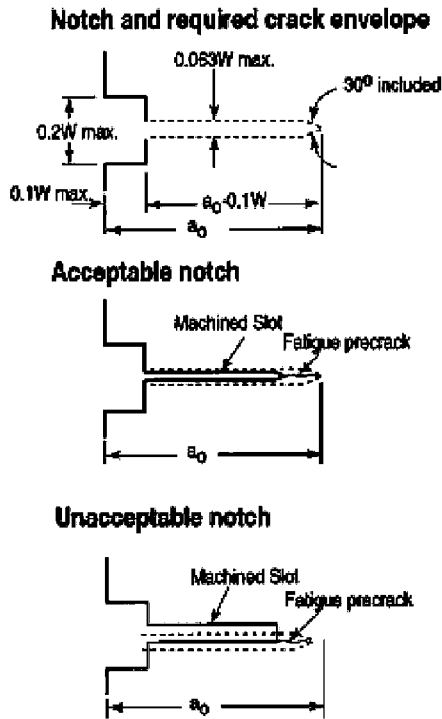 Notch and required crack envelope
0.063W max.
30º included
0.2W max.
0.1W max.
a₀-0.1W
a₀
Acceptable notch
Machined Slot
Fatigue precrack
a₀
Unacceptable notch
Machined Slot
Fatigue precrack
a₀